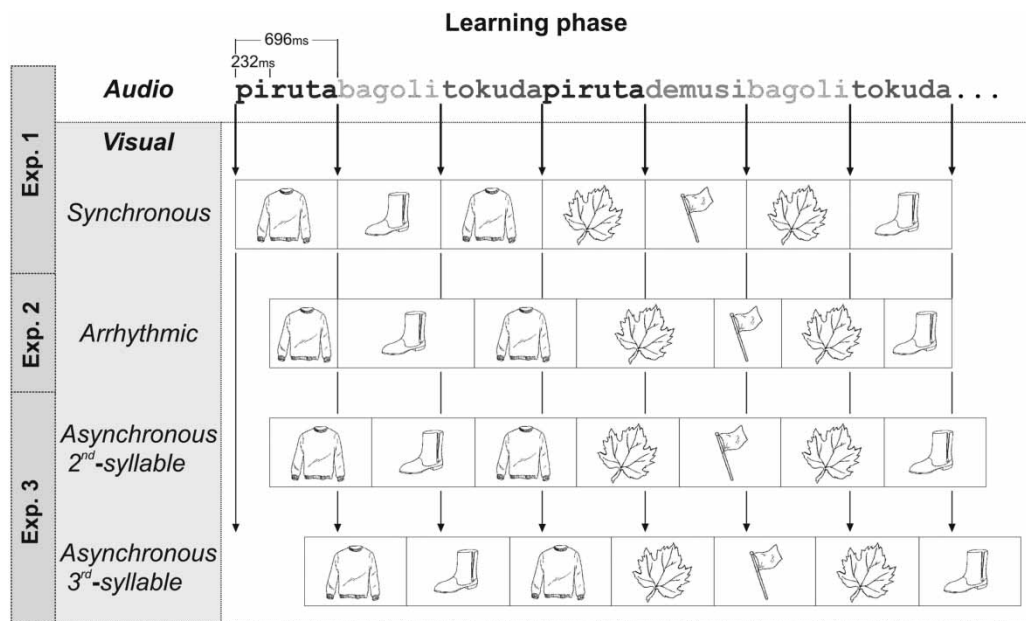 Learning phase
696ms
232ms
Audio
pirutabagolitokudapirutademusibagolitokuda...
Exp. 1
Visual
Synchronous
Exp. 2
Arrhythmic
Exp. 3
Asynchronous
2nd-syllable
Asynchronous
3rd-syllable